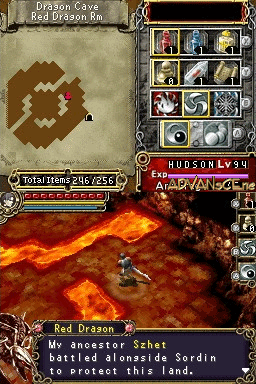 Dragon Cave
Red Dragon Rm
HUDSON Lv94
Exp
ADVANSCEne
Total Items 246/256
Red Dragon
My ancestor Szhet
battled alongside Sordin
to protect this land.